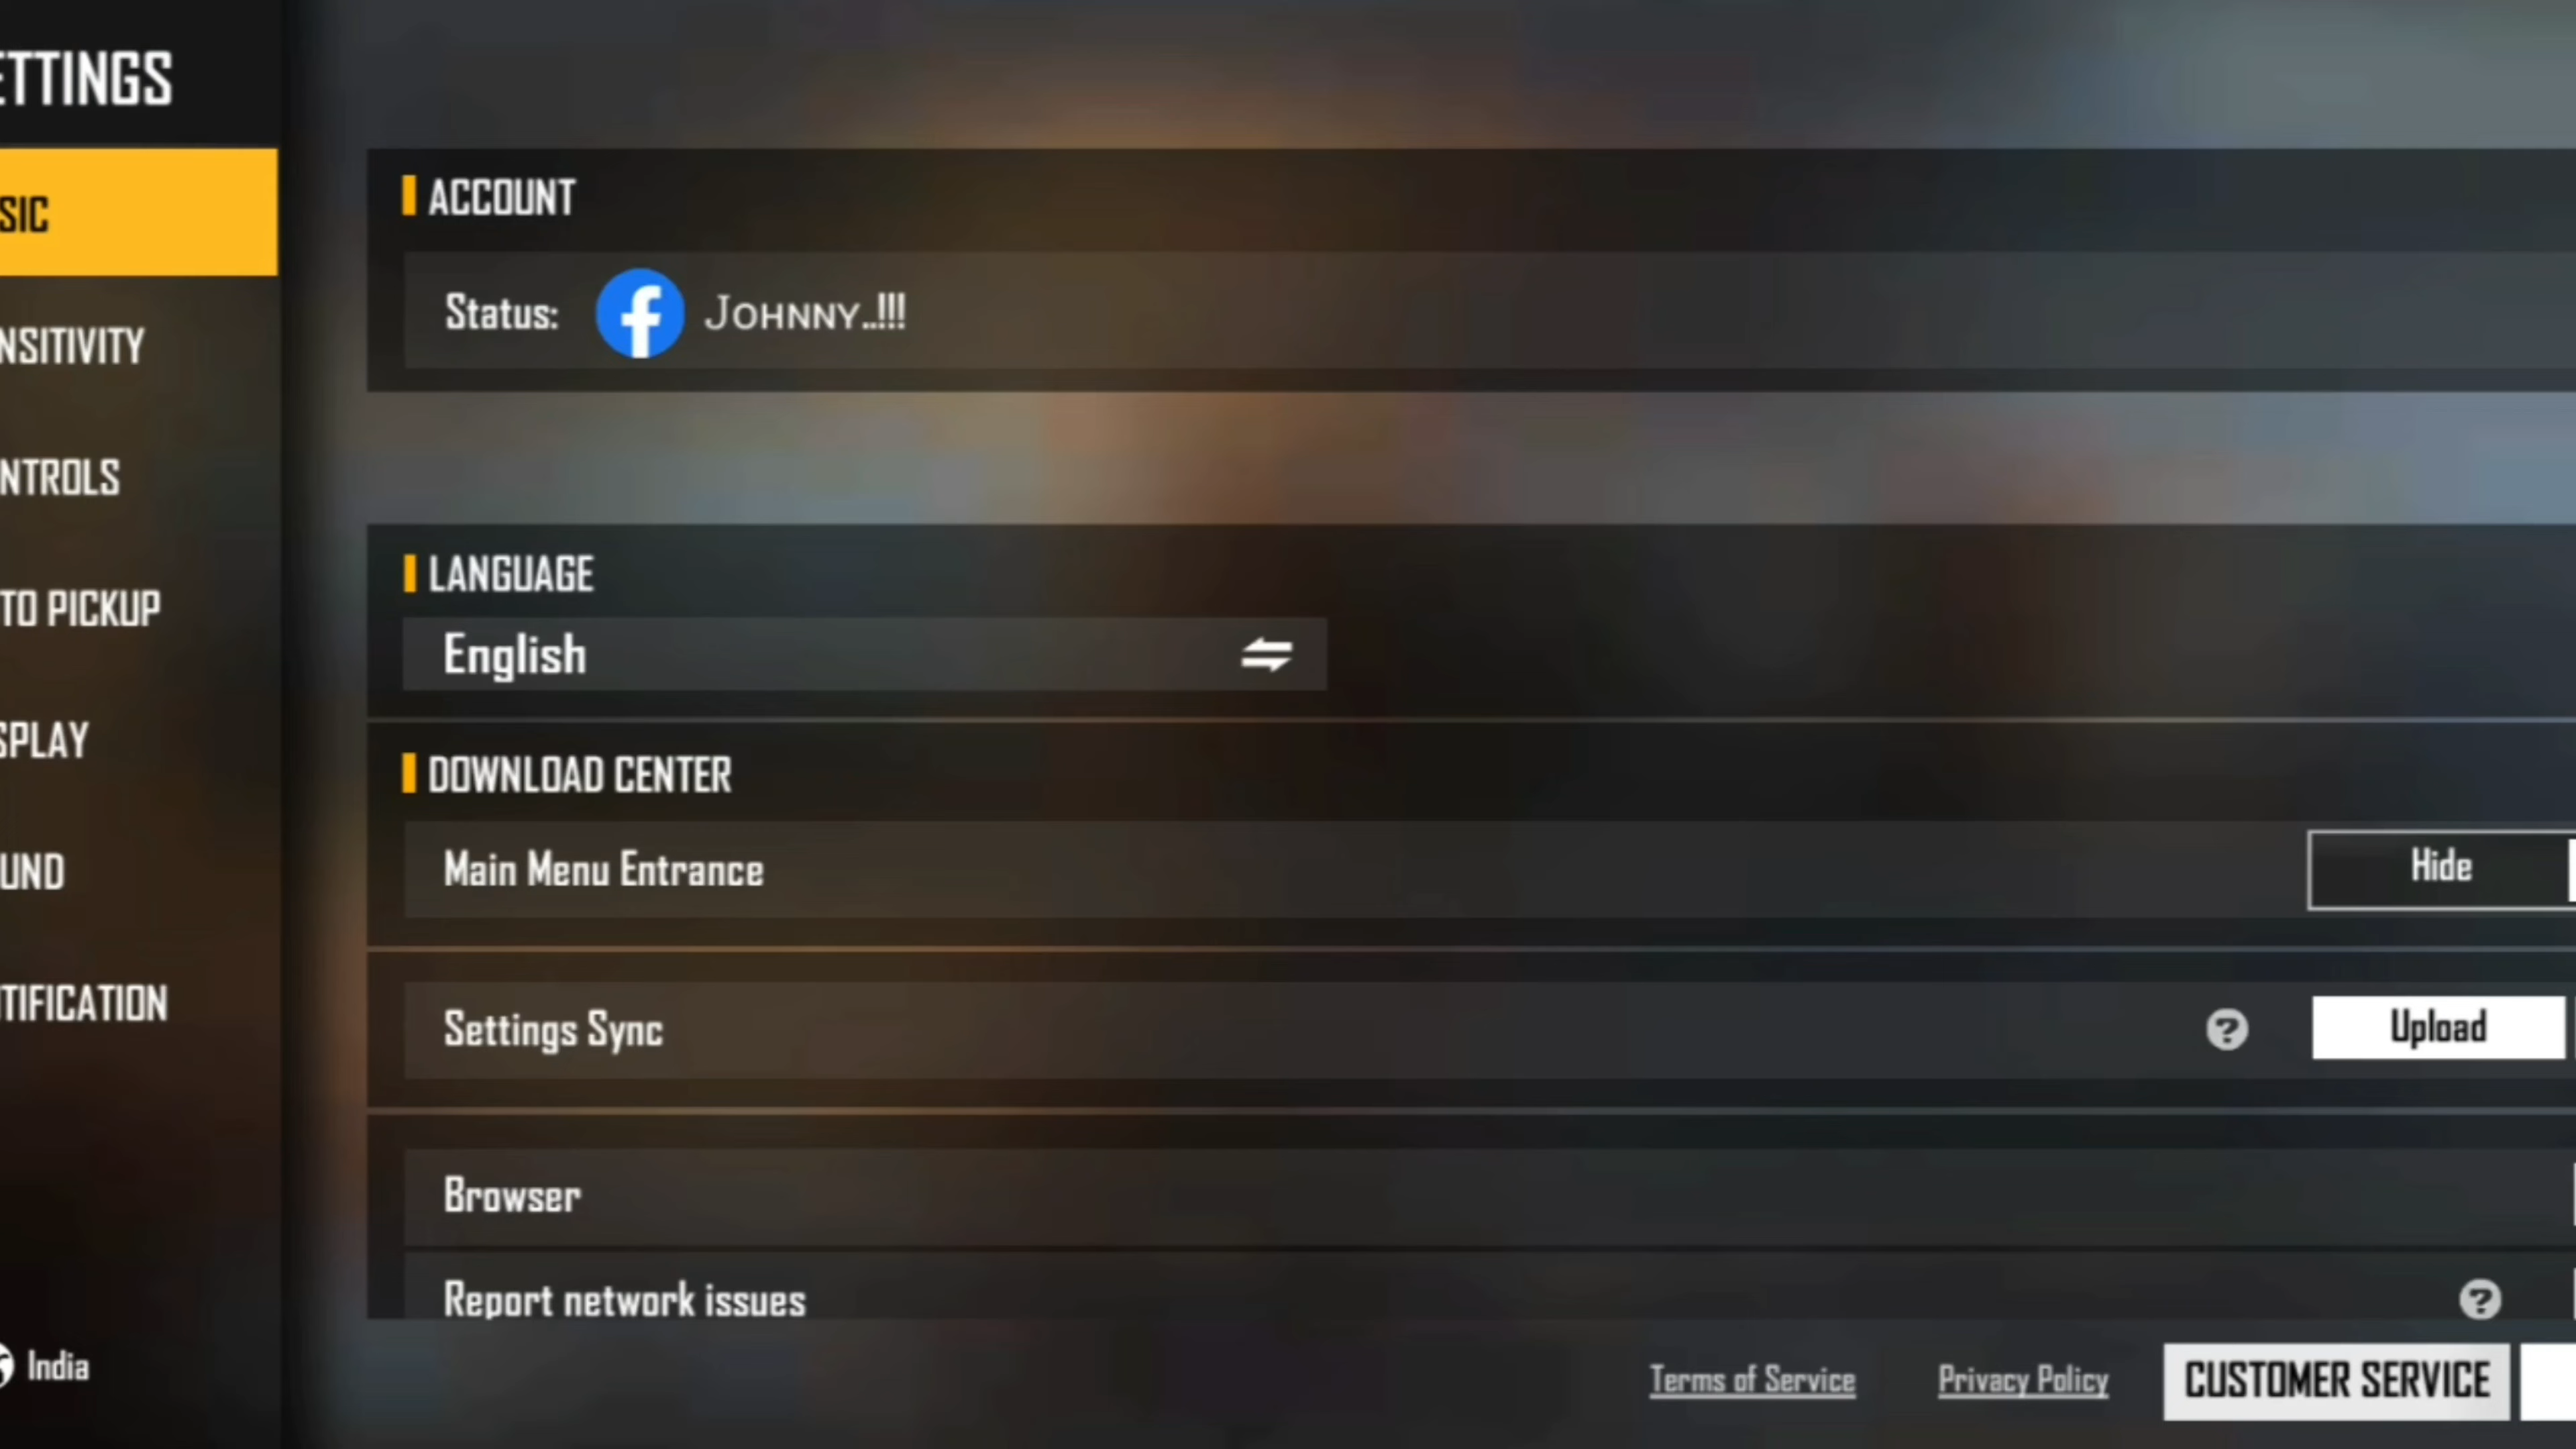 ETTINGS
SIC
NSITIVITY
NTROLS
TO PICKUP
SPLAY
UND
TIFICATION
India
ACCOUNT
Status: JOHNNY..!!!
LANGUAGE
English
DOWNLOAD CENTER
Main Menu Entrance
Hide
Settings Sync
?
Upload
Browser
Report network issues
?
Terms of Service
Privacy Policy
CUSTOMER SERVICE